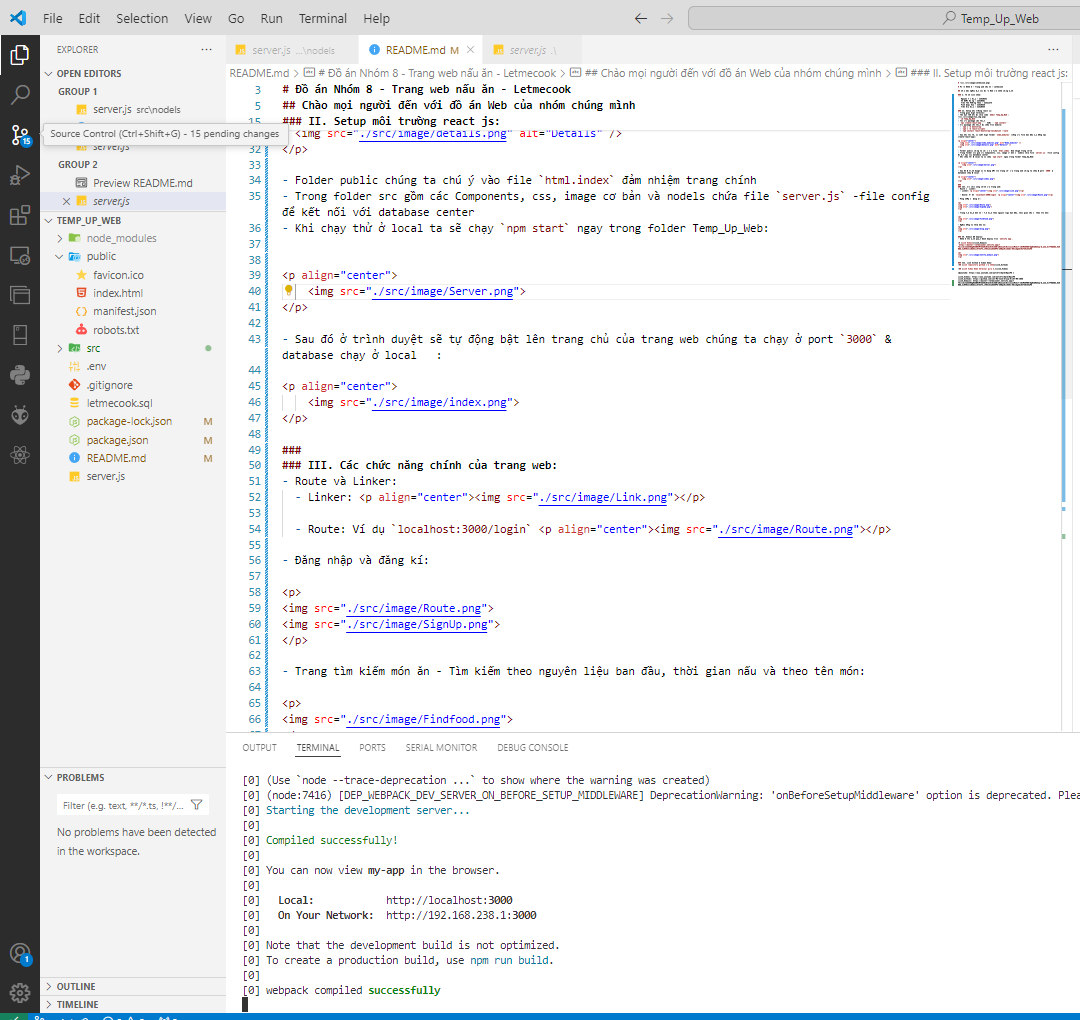 File Edit Selection View Go Run Terminal Help
Temp_Up_Web
EXPLORER
server.js ...\nodels
README.md M
server.js .\
README.md > # Đồ án Nhóm 8 - Trang web nấu ăn - Letmecook > ## Chào mọi người đến với đồ án Web của nhóm chúng mình > ### II. Setup môi trường react js:
OPEN EDITORS
GROUP 1
server.js src\nodels
Source Control (Ctrl+Shift+G) - 15 pending changes
15
server.js
GROUP 2
Preview README.md
server.js
TEMP_UP_WEB
node_modules
public
favicon.ico
index.html
manifest.json
robots.txt
src
.env
.gitignore
letmecook.sql
package-lock.json M
package.json M
README.md M
server.js
3 # Đồ án Nhóm 8 - Trang web nấu ăn - Letmecook
5 ## Chào mọi người đến với đồ án Web của nhóm chúng mình
15 ### II. Setup môi trường react js:
<img src="./src/image/details.png" alt="Details" />
32 </p>
33
34 - Folder public chúng ta chú ý vào file `html.index` đảm nhiệm trang chính
35 - Trong folder src gồm các Components, css, image cơ bản và nodels chứa file `server.js` -file config
để kết nối với database center
36 - Khi chạy thử ở local ta sẽ chạy `npm start` ngay trong folder Temp_Up_Web:
37
38
39 <p align="center">
40 <img src="./src/image/Server.png">
41 </p>
42
43 - Sau đó ở trình duyệt sẽ tự động bật lên trang chủ của trang web chúng ta chạy ở port `3000` &
database chạy ở local :
44
45 <p align="center">
46 <img src="./src/image/index.png">
47 </p>
48
49 ###
50 ### III. Các chức năng chính của trang web:
51 - Route và Linker:
52 - Linker: <p align="center"><img src="./src/image/Link.png"></p>
53
54 - Route: Ví dụ `localhost:3000/login` <p align="center"><img src="./src/image/Route.png"></p>
55
56 - Đăng nhập và đăng kí:
57
58 <p>
59 <img src="./src/image/Route.png">
60 <img src="./src/image/SignUp.png">
61 </p>
62
63 - Trang tìm kiếm món ăn - Tìm kiếm theo nguyên liệu ban đầu, thời gian nấu và theo tên món:
64
65 <p>
66 <img src="./src/image/Findfood.png">
PROBLEMS
Filter (e.g. text, **/*.ts, !**/...
No problems have been detected
in the workspace.
OUTLINE
TIMELINE
1
OUTPUT TERMINAL PORTS SERIAL MONITOR DEBUG CONSOLE
[0] (Use `node --trace-deprecation ...` to show where the warning was created)
[0] (node:7416) [DEP_WEBPACK_DEV_SERVER_ON_BEFORE_SETUP_MIDDLEWARE] DeprecationWarning: 'onBeforeSetupMiddleware' option is deprecated. Plea
[0] Starting the development server...
[0]
[0] Compiled successfully!
[0]
[0] You can now view my-app in the browser.
[0]
[0] Local: http://localhost:3000
[0] On Your Network: http://192.168.238.1:3000
[0]
[0] Note that the development build is not optimized.
[0] To create a production build, use npm run build.
[0]
[0] webpack compiled successfully